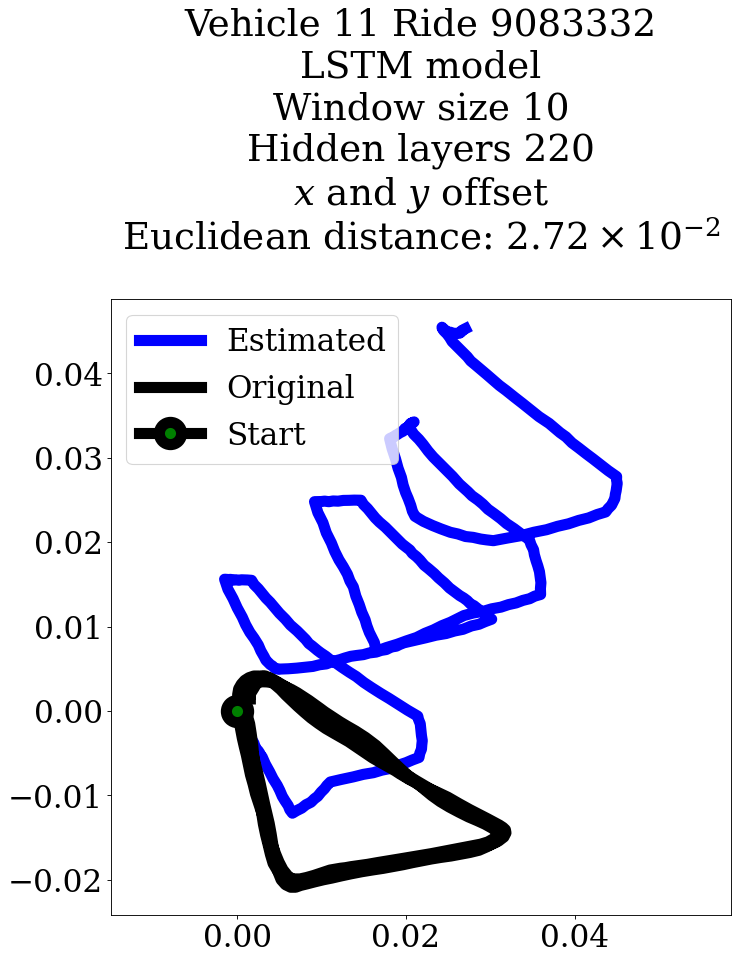 Vehicle 11 Ride 9083332
LSTM model
Window size 10
Hidden layers 220
x and y offset
Euclidean distance: 2.72 × 10⁻²
Estimated
Original
Start
0.04
0.03
0.02
0.01
0.00
−0.01
−0.02
0.00 0.02 0.04